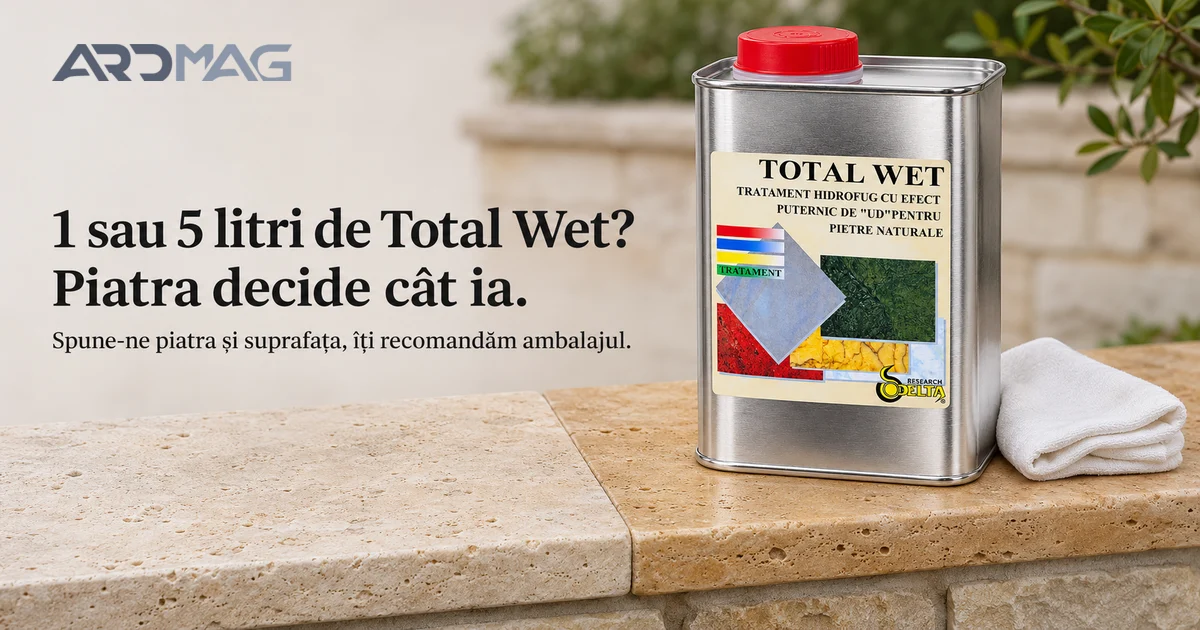 ARDMAG
1 sau 5 litri de Total Wet?
Piatra decide cât ia.
Spune-ne piatra și suprafața, îți recomandăm ambalajul.
TOTAL WET
TRATAMENT HIDROFUG CU EFECT
PUTERNIC DE "UD"PENTRU
PIETRE NATURALE
TRATAMENT
RESEARCH
DELTA